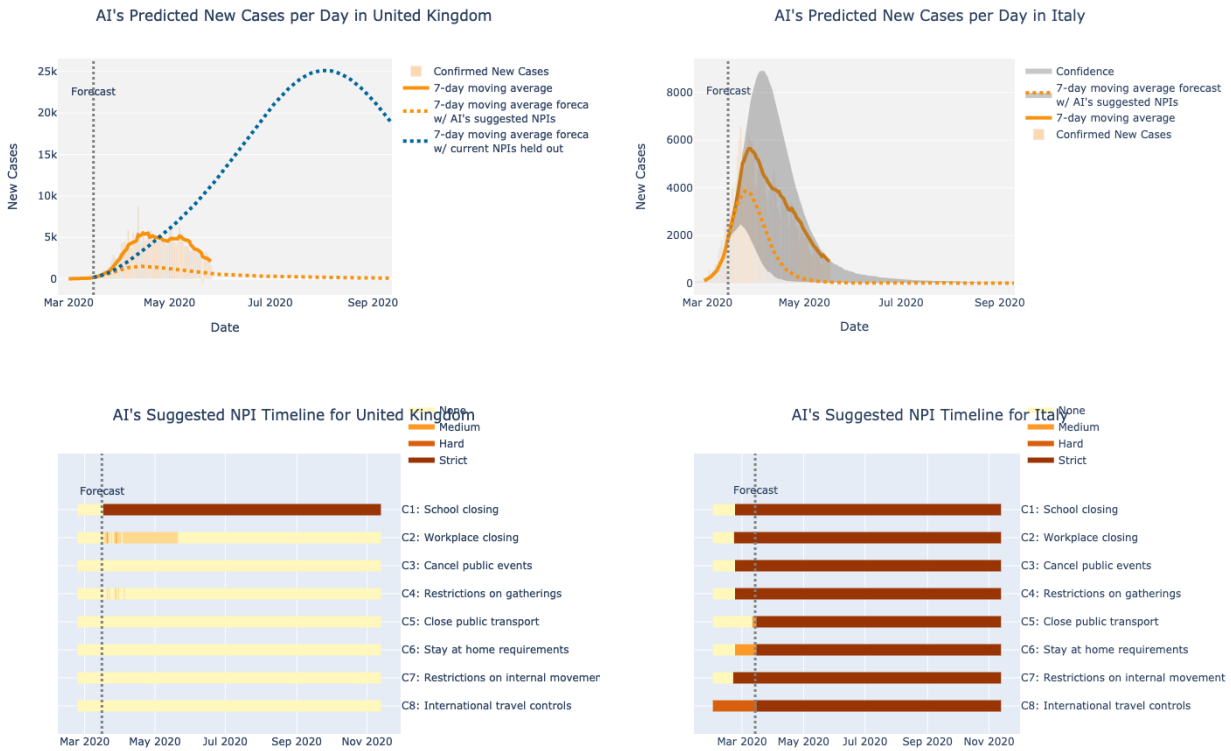 AI's Predicted New Cases per Day in United Kingdom
25k
20k
15k
10k
5k
0
New Cases
Forecast
Mar 2020
May 2020
Jul 2020
Sep 2020
Date
Confirmed New Cases
7-day moving average
7-day moving average foreca
w/ AI's suggested NPIs
7-day moving average foreca
w/ current NPIs held out
AI's Predicted New Cases per Day in Italy
8000
6000
4000
2000
0
New Cases
Forecast
Mar 2020
May 2020
Jul 2020
Sep 2020
Date
Confidence
7-day moving average forecast
w/ AI's suggested NPIs
7-day moving average
Confirmed New Cases
AI's Suggested NPI Timeline for United Kingdom
None
Medium
Hard
Strict
Forecast
C1: School closing
C2: Workplace closing
C3: Cancel public events
C4: Restrictions on gatherings
C5: Close public transport
C6: Stay at home requirements
C7: Restrictions on internal movemer
C8: International travel controls
Mar 2020
May 2020
Jul 2020
Sep 2020
Nov 2020
AI's Suggested NPI Timeline for Italy
None
Medium
Hard
Strict
Forecast
C1: School closing
C2: Workplace closing
C3: Cancel public events
C4: Restrictions on gatherings
C5: Close public transport
C6: Stay at home requirements
C7: Restrictions on internal movement
C8: International travel controls
Mar 2020
May 2020
Jul 2020
Sep 2020
Nov 2020